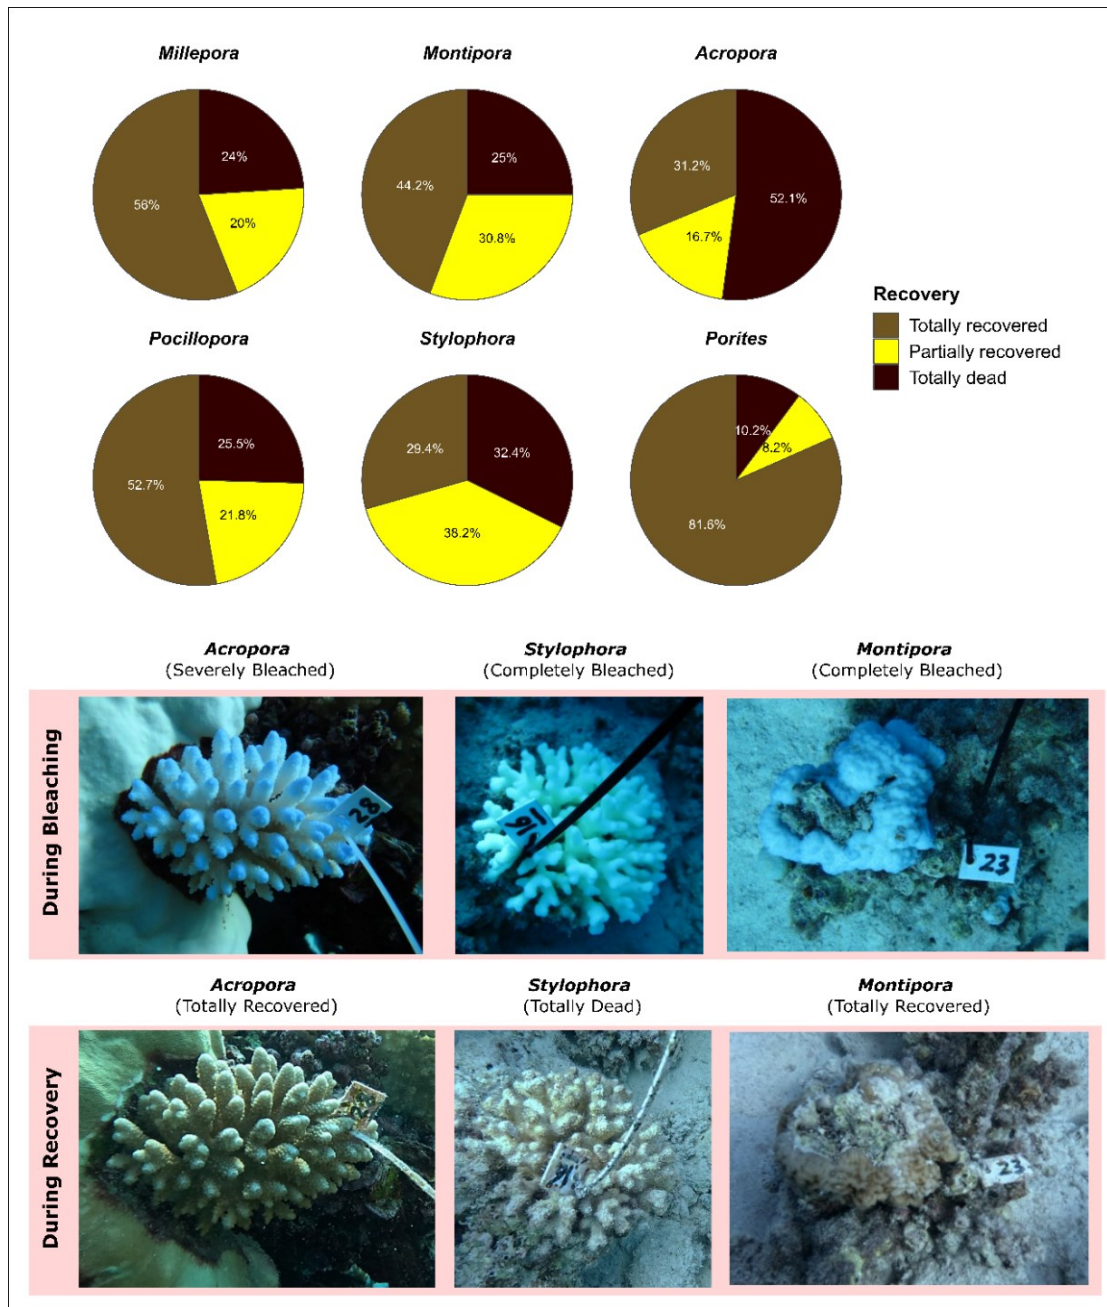 Millepora
Montipora
Acropora
24%
56%
20%
25%
44.2%
30.8%
31.2%
52.1%
16.7%
Recovery
Totally recovered
Partially recovered
Totally dead
Pocillopora
Stylophora
Porites
25.5%
52.7%
21.8%
29.4%
32.4%
38.2%
10.2%
8.2%
81.6%
Acropora
(Severely Bleached)
Stylophora
(Completely Bleached)
Montipora
(Completely Bleached)
During Bleaching
28
16
23
Acropora
(Totally Recovered)
Stylophora
(Totally Dead)
Montipora
(Totally Recovered)
During Recovery
23